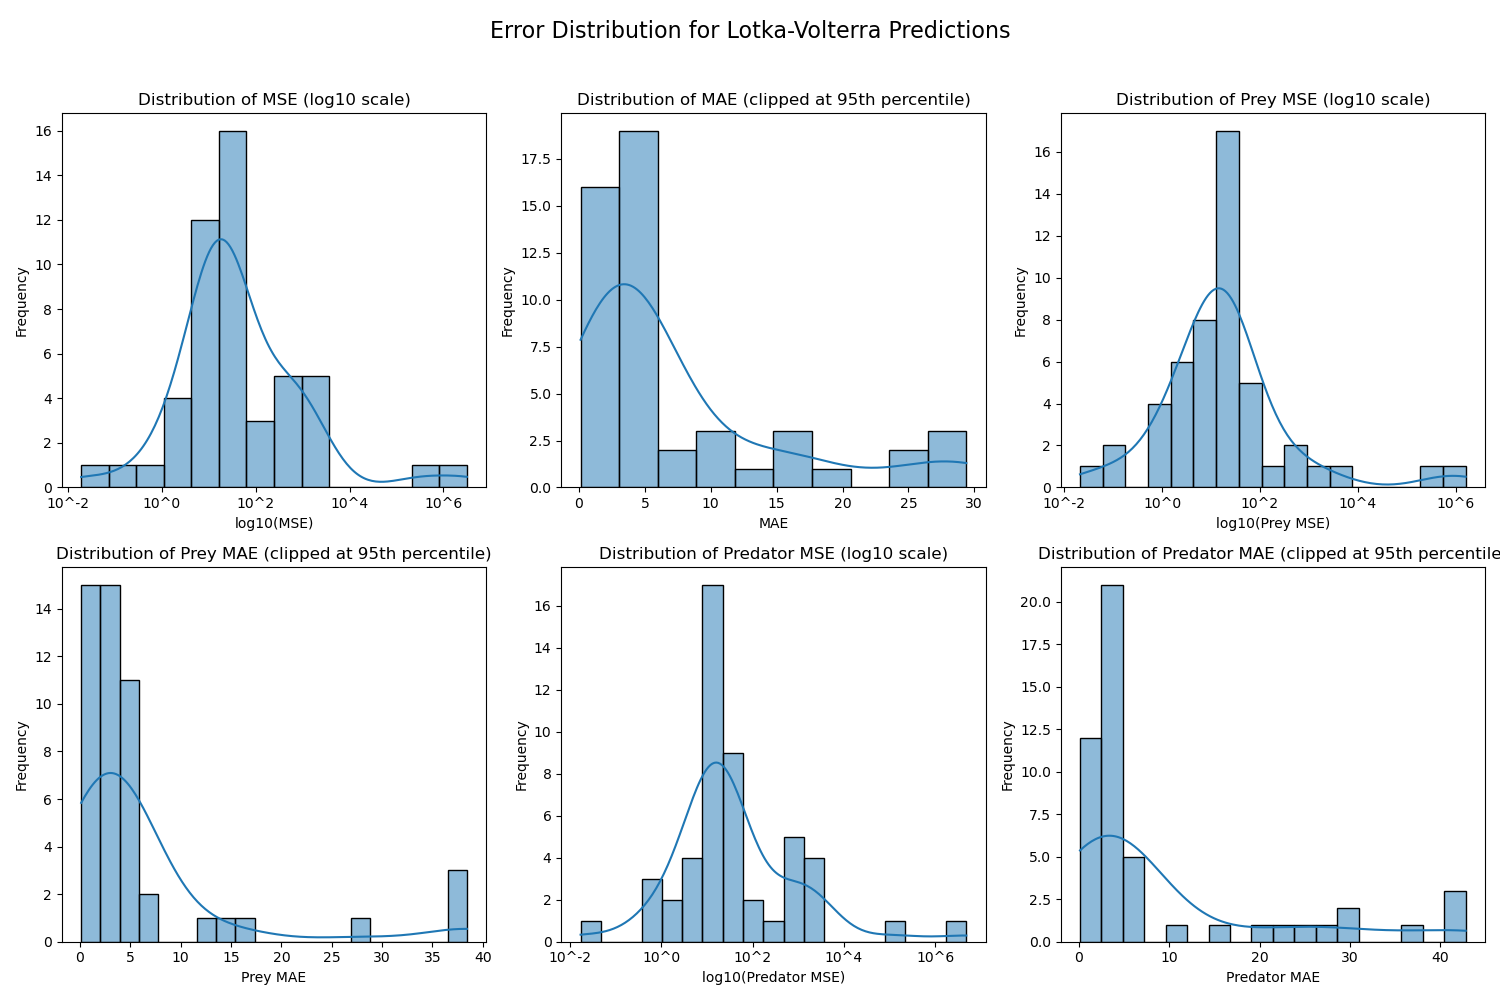 Error Distribution for Lotka-Volterra Predictions
Distribution of MSE (log10 scale)
Frequency
16
14
12
10
8
6
4
2
0
10^-2 10^0 10^2 10^4 10^6
log10(MSE)
Distribution of MAE (clipped at 95th percentile)
Frequency
17.5
15.0
12.5
10.0
7.5
5.0
2.5
0.0
0 5 10 15 20 25 30
MAE
Distribution of Prey MSE (log10 scale)
Frequency
16
14
12
10
8
6
4
2
0
10^-2 10^0 10^2 10^4 10^6
log10(Prey MSE)
Distribution of Prey MAE (clipped at 95th percentile)
Frequency
14
12
10
8
6
4
2
0
0 5 10 15 20 25 30 35 40
Prey MAE
Distribution of Predator MSE (log10 scale)
Frequency
16
14
12
10
8
6
4
2
0
10^-2 10^0 10^2 10^4 10^6
log10(Predator MSE)
Distribution of Predator MAE (clipped at 95th percentile
Frequency
20.0
17.5
15.0
12.5
10.0
7.5
5.0
2.5
0.0
0 10 20 30 40
Predator MAE